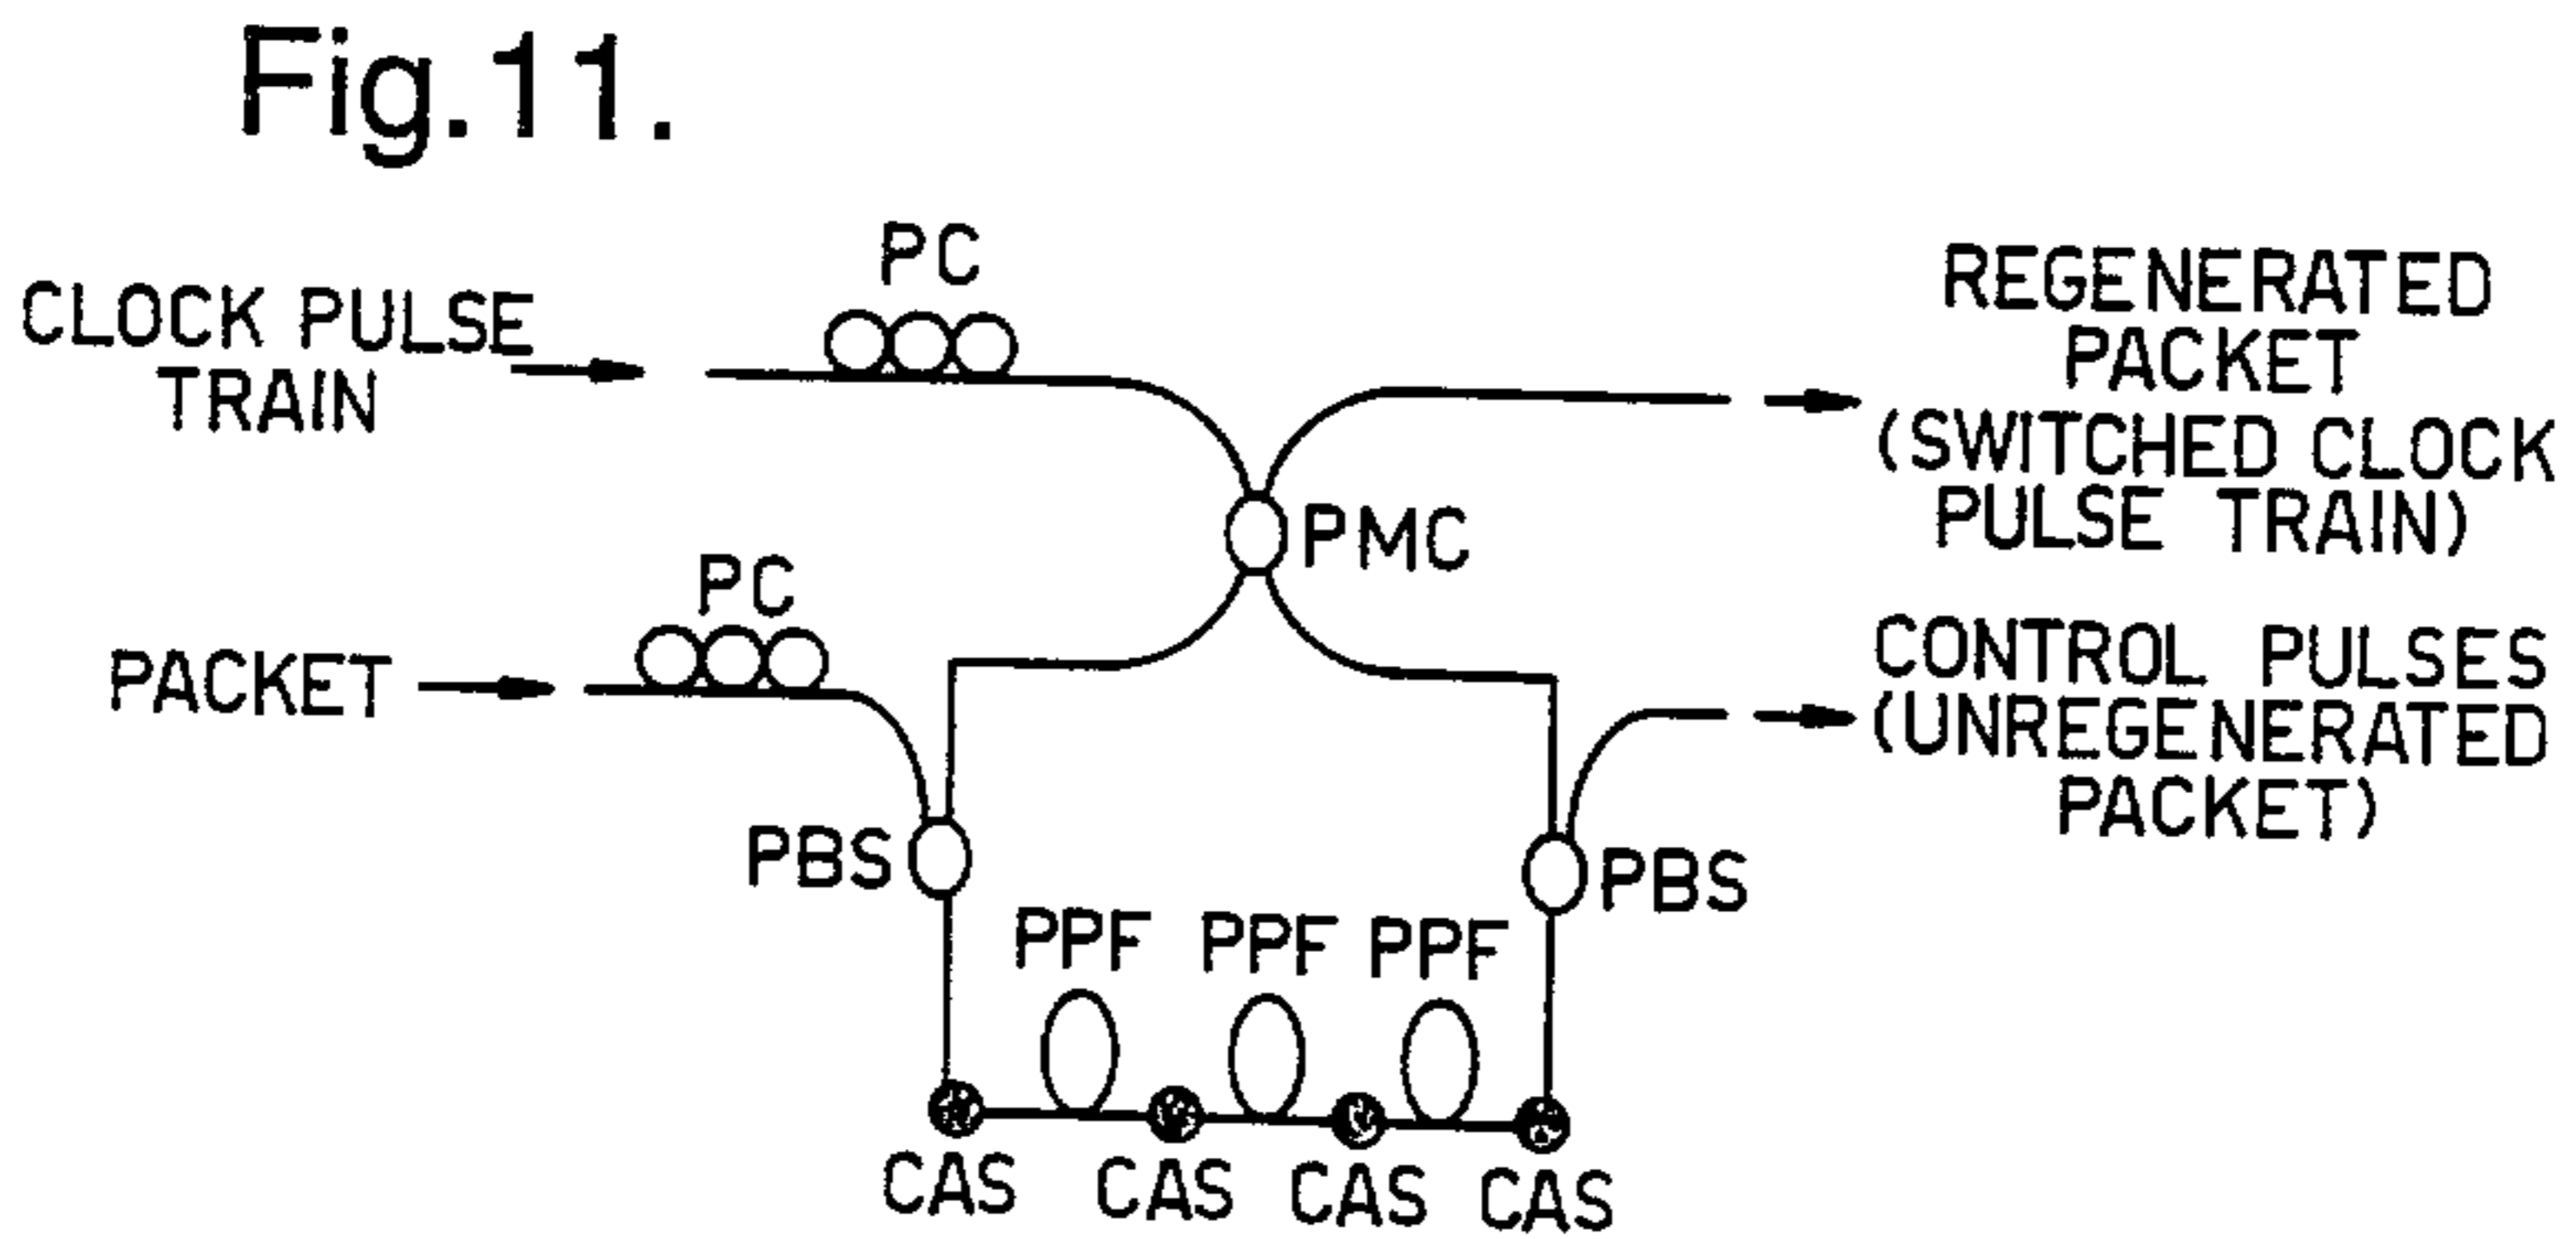 Fig.11.
PC
CLOCK PULSE
TRAIN
REGENERATED
PACKET
(SWITCHED CLOCK
PULSE TRAIN)
PMC
PC
PACKET
CONTROL PULSES
(UNREGENERATED
PACKET)
PBS
PBS
PPF PPF PPF
CAS CAS CAS CAS